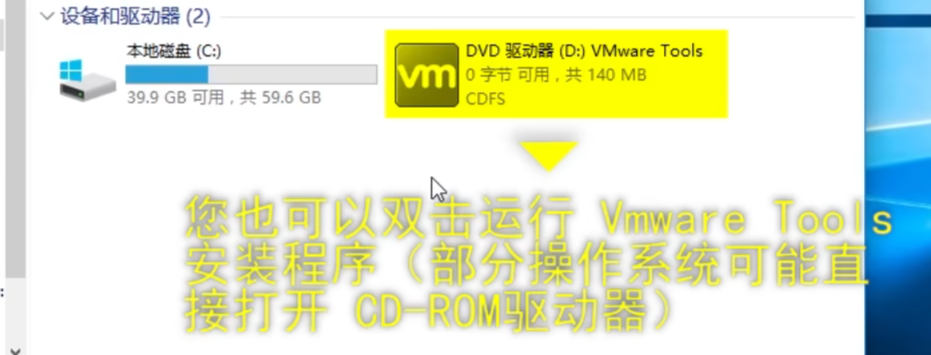 设备和驱动器 (2)
本地磁盘 (C:)
39.9 GB 可用，共 59.6 GB
vm
DVD 驱动器 (D:) VMware Tools
0 字节 可用，共 140 MB
CDFS
您也可以双击运行 Vmware Tools
安装程序（部分操作系统可能直
接打开 CD-ROM驱动器）